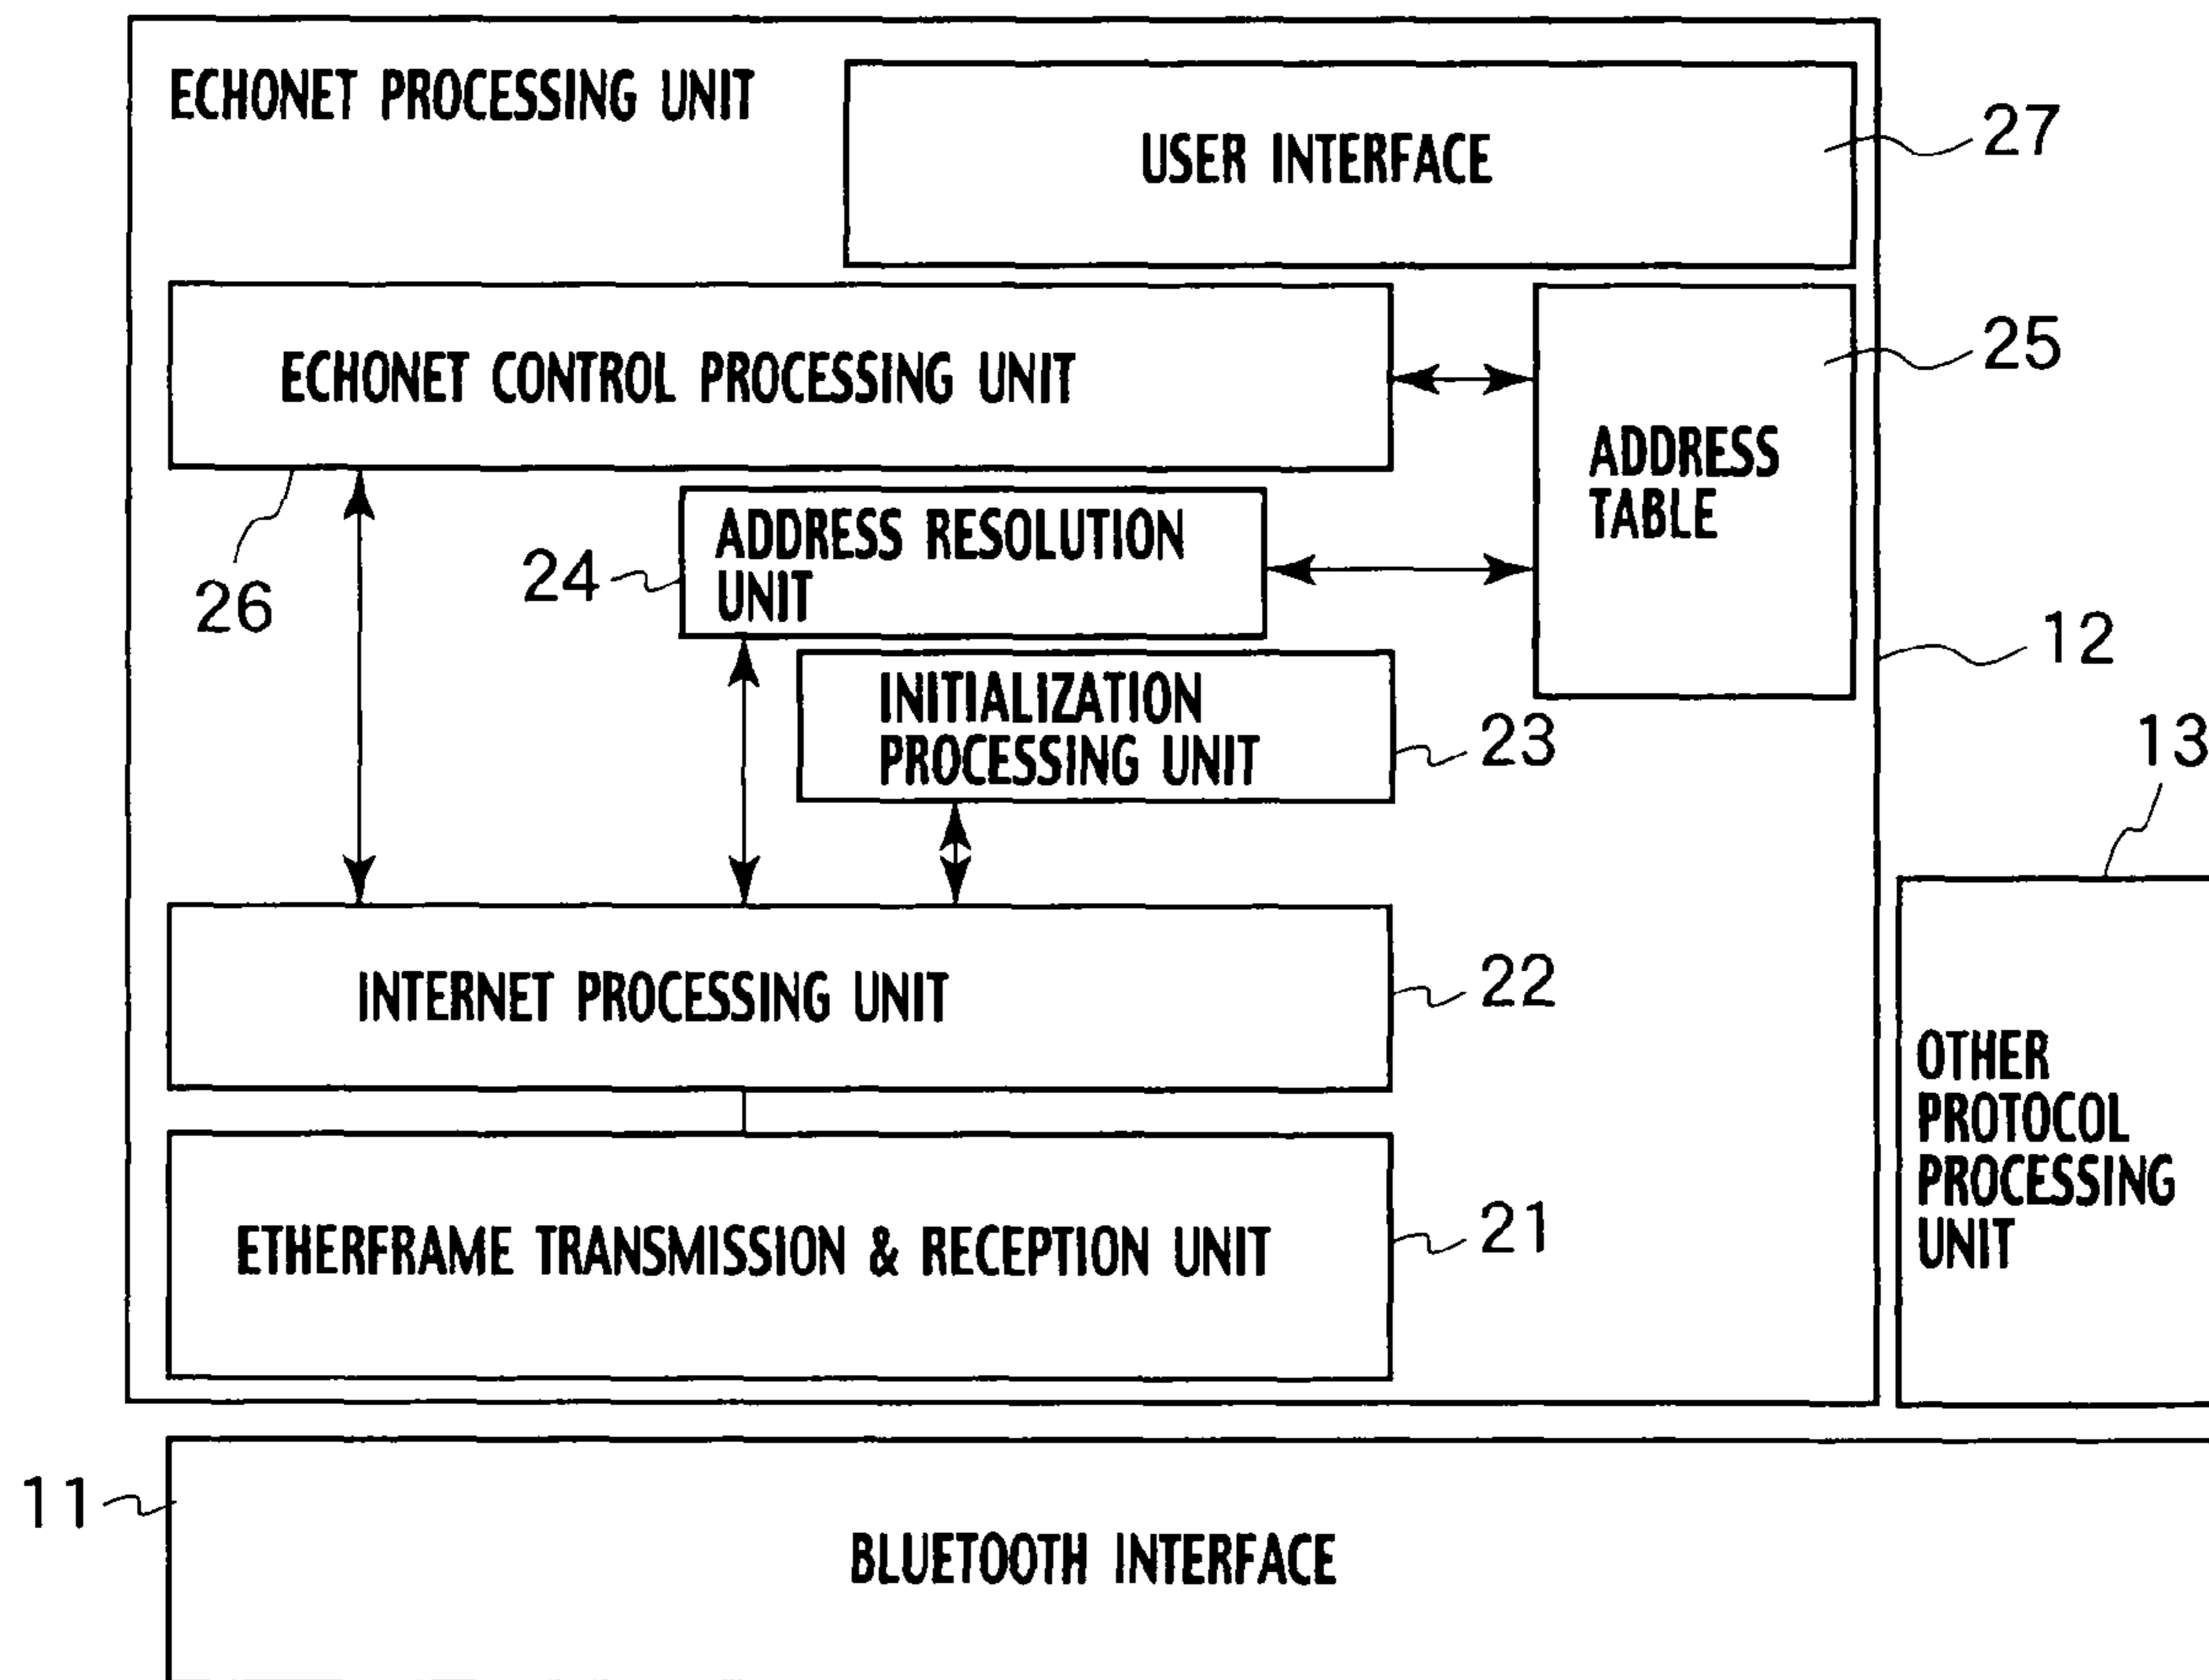 ECHONET PROCESSING UNIT
USER INTERFACE
27
ECHONET CONTROL PROCESSING UNIT
25
ADDRESS
TABLE
26
24
ADDRESS RESOLUTION
UNIT
12
INITIALIZATION
PROCESSING UNIT
23
13
INTERNET PROCESSING UNIT
22
OTHER
PROTOCOL
PROCESSING
UNIT
ETHERFRAME TRANSMISSION & RECEPTION UNIT
21
11
BLUETOOTH INTERFACE